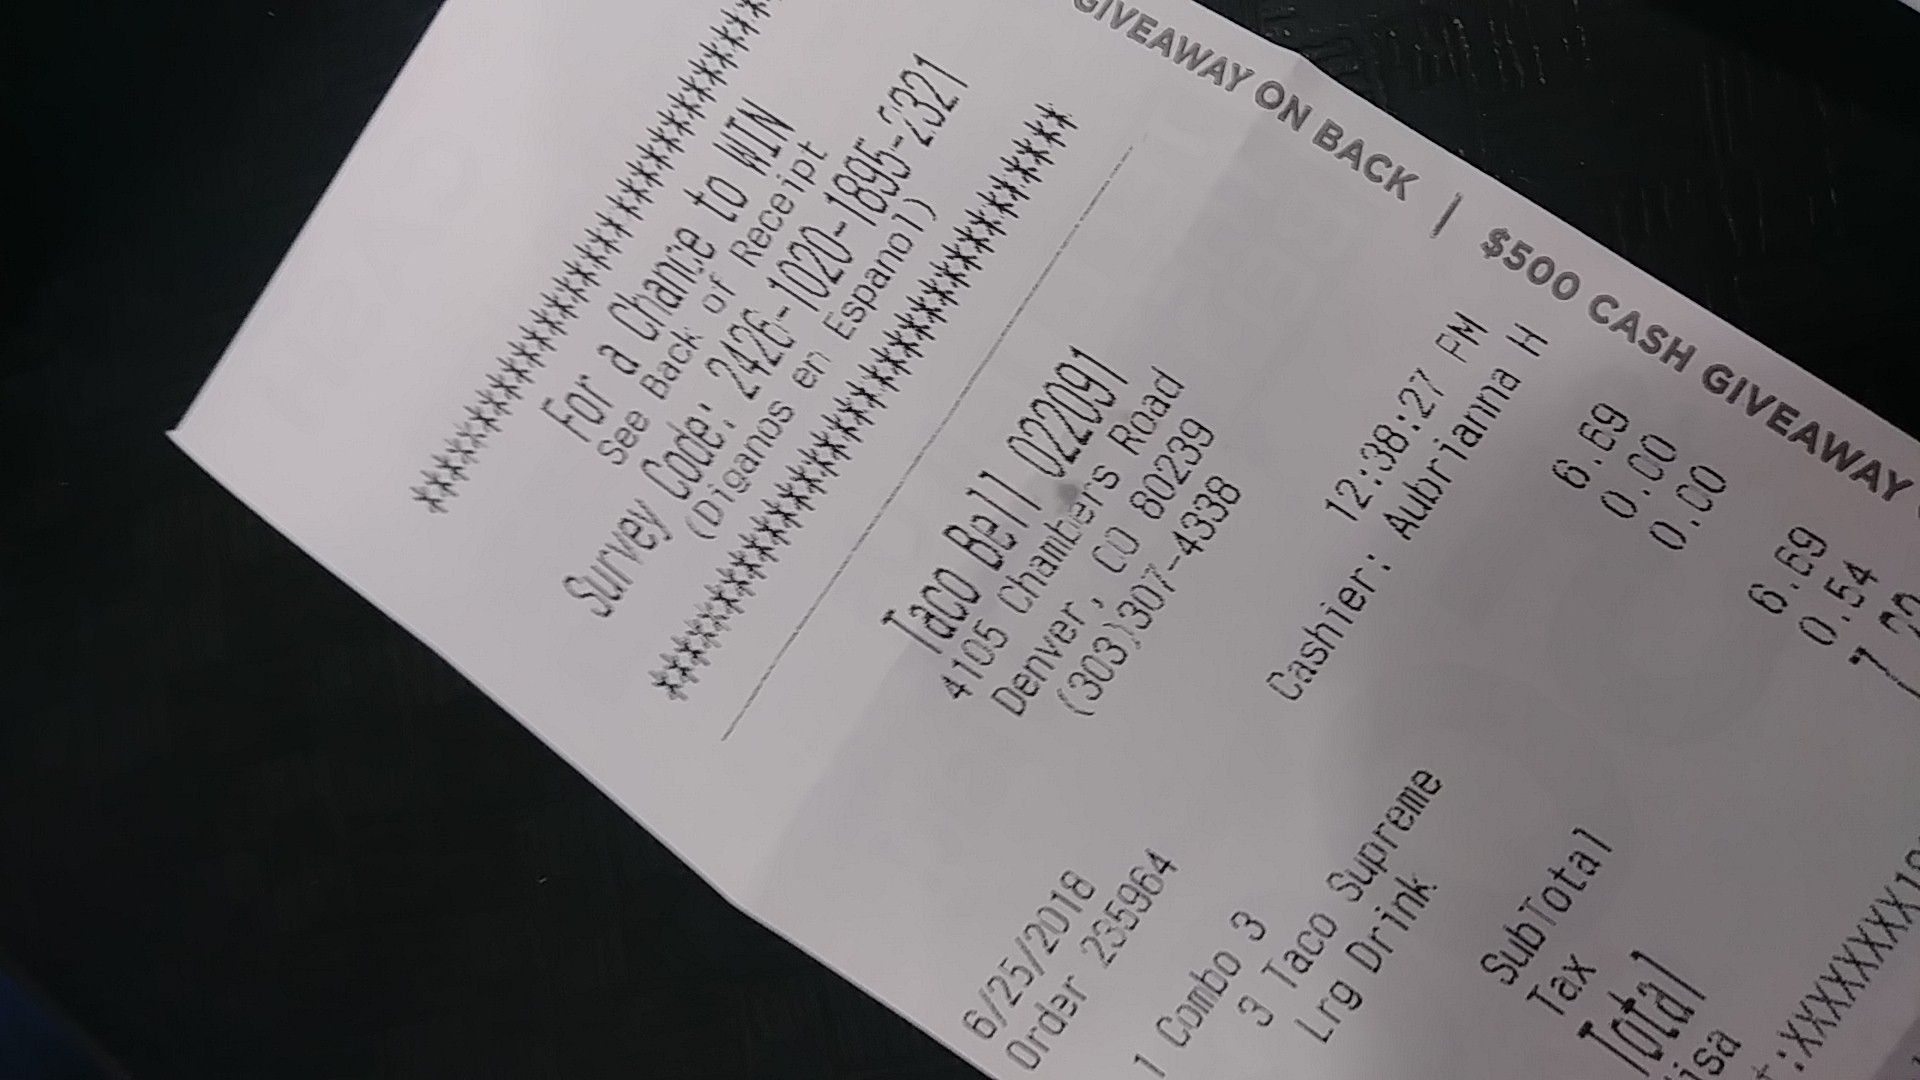 GIVEAWAY ON BACK | $500 CASH GIVEAWAY
*****************************
For a Chance to WIN
See Back of Receipt
Survey Code: 2426-1020-1895-2321
(Diganos en Espanol)
*****************************
Taco Bell 022091
4105 Chambers Road
Denver, CO 80239
(303)307-4338
6/25/2018 12:38:27 PM
Order 235964 Cashier: Aubrianna H
1 Combo 3 6.69
3 Taco Supreme 0.00
Lrg Drink 0.00
SubTotal 6.69
Tax 0.54
Total